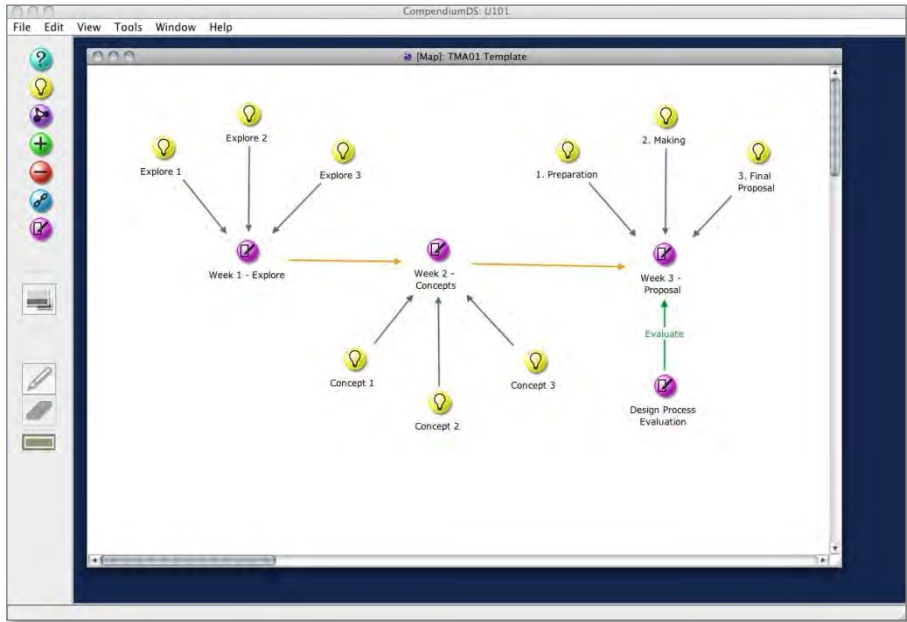 CompendiumDS: U101
File Edit View Tools Window Help
[Map]: TMA01 Template
Explore 1
Explore 2
Explore 3
Week 1 - Explore
Week 2 -
Concepts
Concept 1
Concept 2
Concept 3
1. Preparation
2. Making
3. Final
Proposal
Week 3 -
Proposal
Evaluate
Design Process
Evaluation